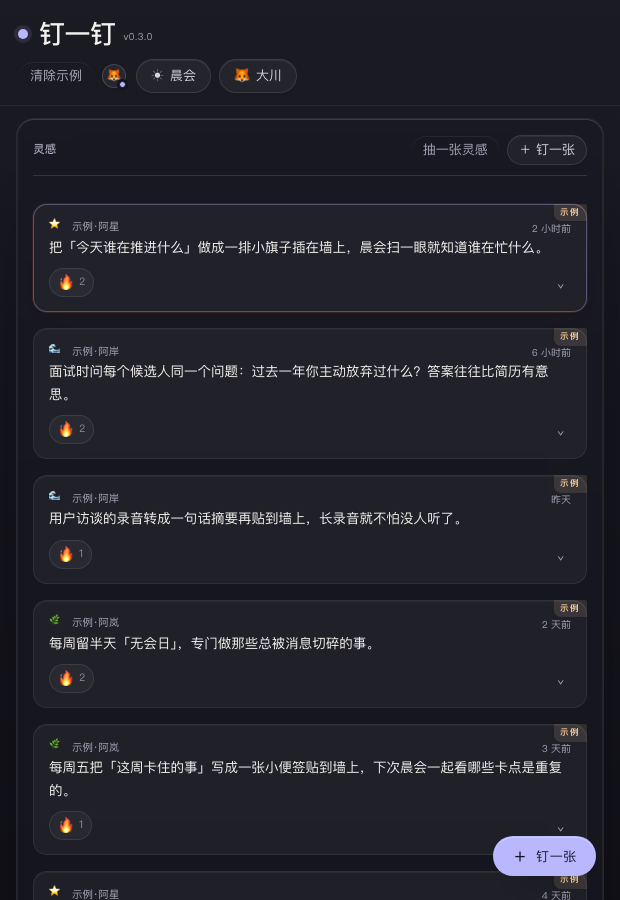 钉一钉 v0.3.0
清除示例 晨会 大川
灵感 抽一张灵感 + 钉一张
示例
示例·阿星 2 小时前
把「今天谁在推进什么」做成一排小旗子插在墙上，晨会扫一眼就知道谁在忙什么。
2
示例
示例·阿岸 6 小时前
面试时问每个候选人同一个问题：过去一年你主动放弃过什么？答案往往比简历有意
思。
2
示例
示例·阿岸 昨天
用户访谈的录音转成一句话摘要再贴到墙上，长录音就不怕没人听了。
1
示例
示例·阿岚 2 天前
每周留半天「无会日」，专门做那些总被消息切碎的事。
2
示例
示例·阿岚 3 天前
每周五把「这周卡住的事」写成一张小便签贴到墙上，下次晨会一起看哪些卡点是重复
的。
1
+ 钉一张
示例
示例·阿星 4 天前